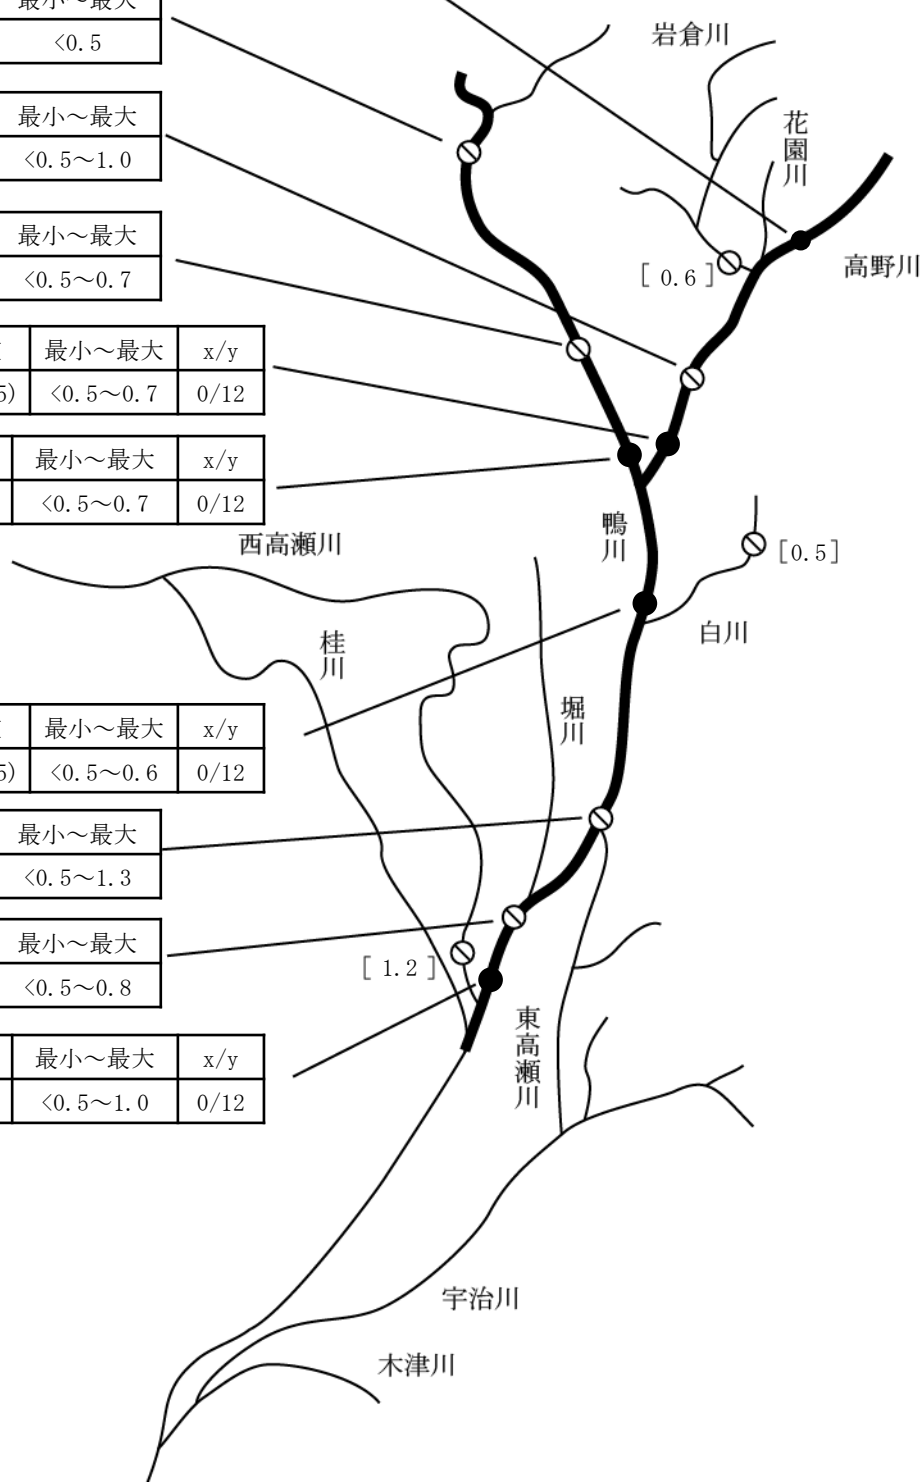 最小～最大
<0.5
最小～最大
<0.5～1.0
最小～最大
<0.5～0.7
最小～最大 x/y
5) <0.5～0.7 0/12
最小～最大 x/y
<0.5～0.7 0/12
最小～最大 x/y
5) <0.5～0.6 0/12
最小～最大
<0.5～1.3
最小～最大
<0.5～0.8
最小～最大 x/y
<0.5～1.0 0/12
岩倉川
花園川
高野川
[ 0.6 ]
鴨川
[0.5]
白川
西高瀬川
桂川
堀川
[ 1.2 ]
東高瀬川
宇治川
木津川